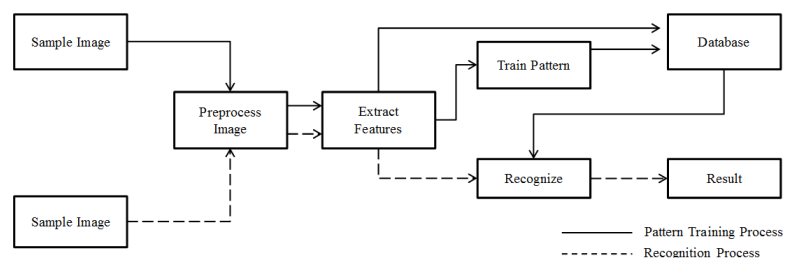 Sample Image
Database
Train Pattern
Preprocess
Image
Extract
Features
Recognize
Result
Sample Image
Pattern Training Process
Recognition Process